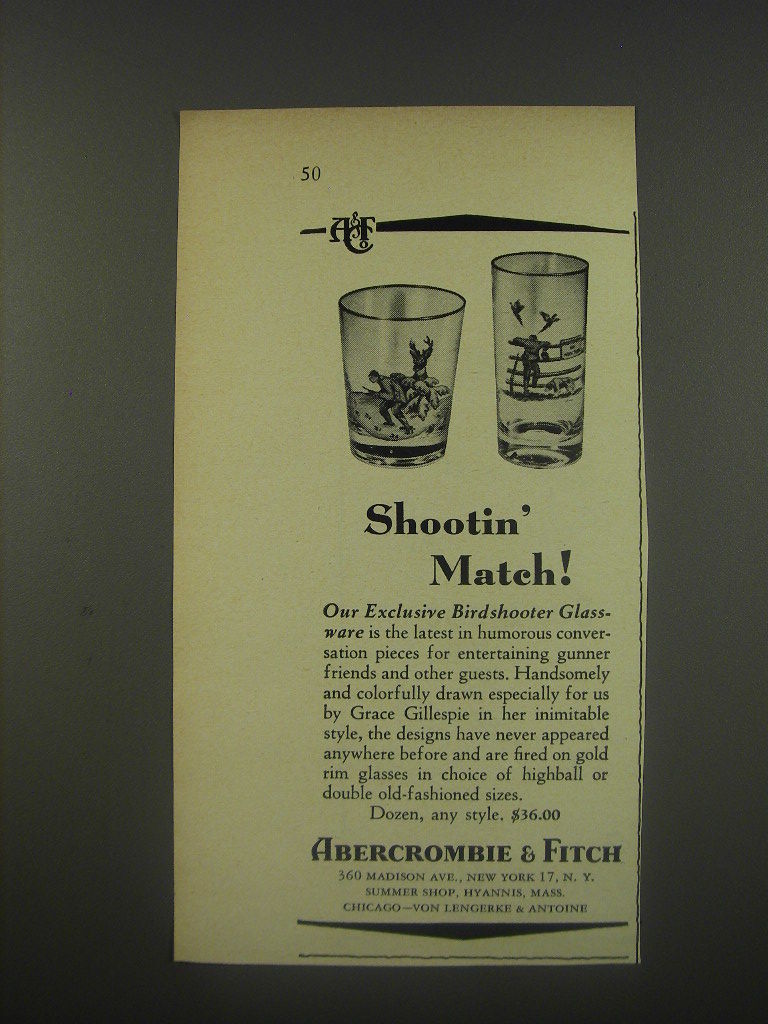 50
A&F Co
Shootin'
Match!
Our Exclusive Birdshooter Glass-
ware is the latest in humorous conver-
sation pieces for entertaining gunner
friends and other guests. Handsomely
and colorfully drawn especially for us
by Grace Gillespie in her inimitable
style, the designs have never appeared
anywhere before and are fired on gold
rim glasses in choice of highball or
double old-fashioned sizes.
Dozen, any style. $36.00
ABERCROMBIE & FITCH
360 MADISON AVE., NEW YORK 17, N. Y.
SUMMER SHOP, HYANNIS, MASS.
CHICAGO—VON LENGERKE & ANTOINE